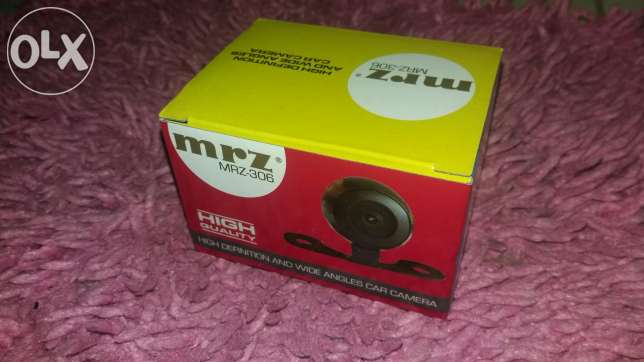 OLX
HIGH DEFINITION
AND WIDE ANGLES
CAR CAMERA
mrz
MRZ-306
mrz®
MRZ-306
HIGH
QUALITY
HIGH DEFINITION AND WIDE ANGLES CAR CAMERA